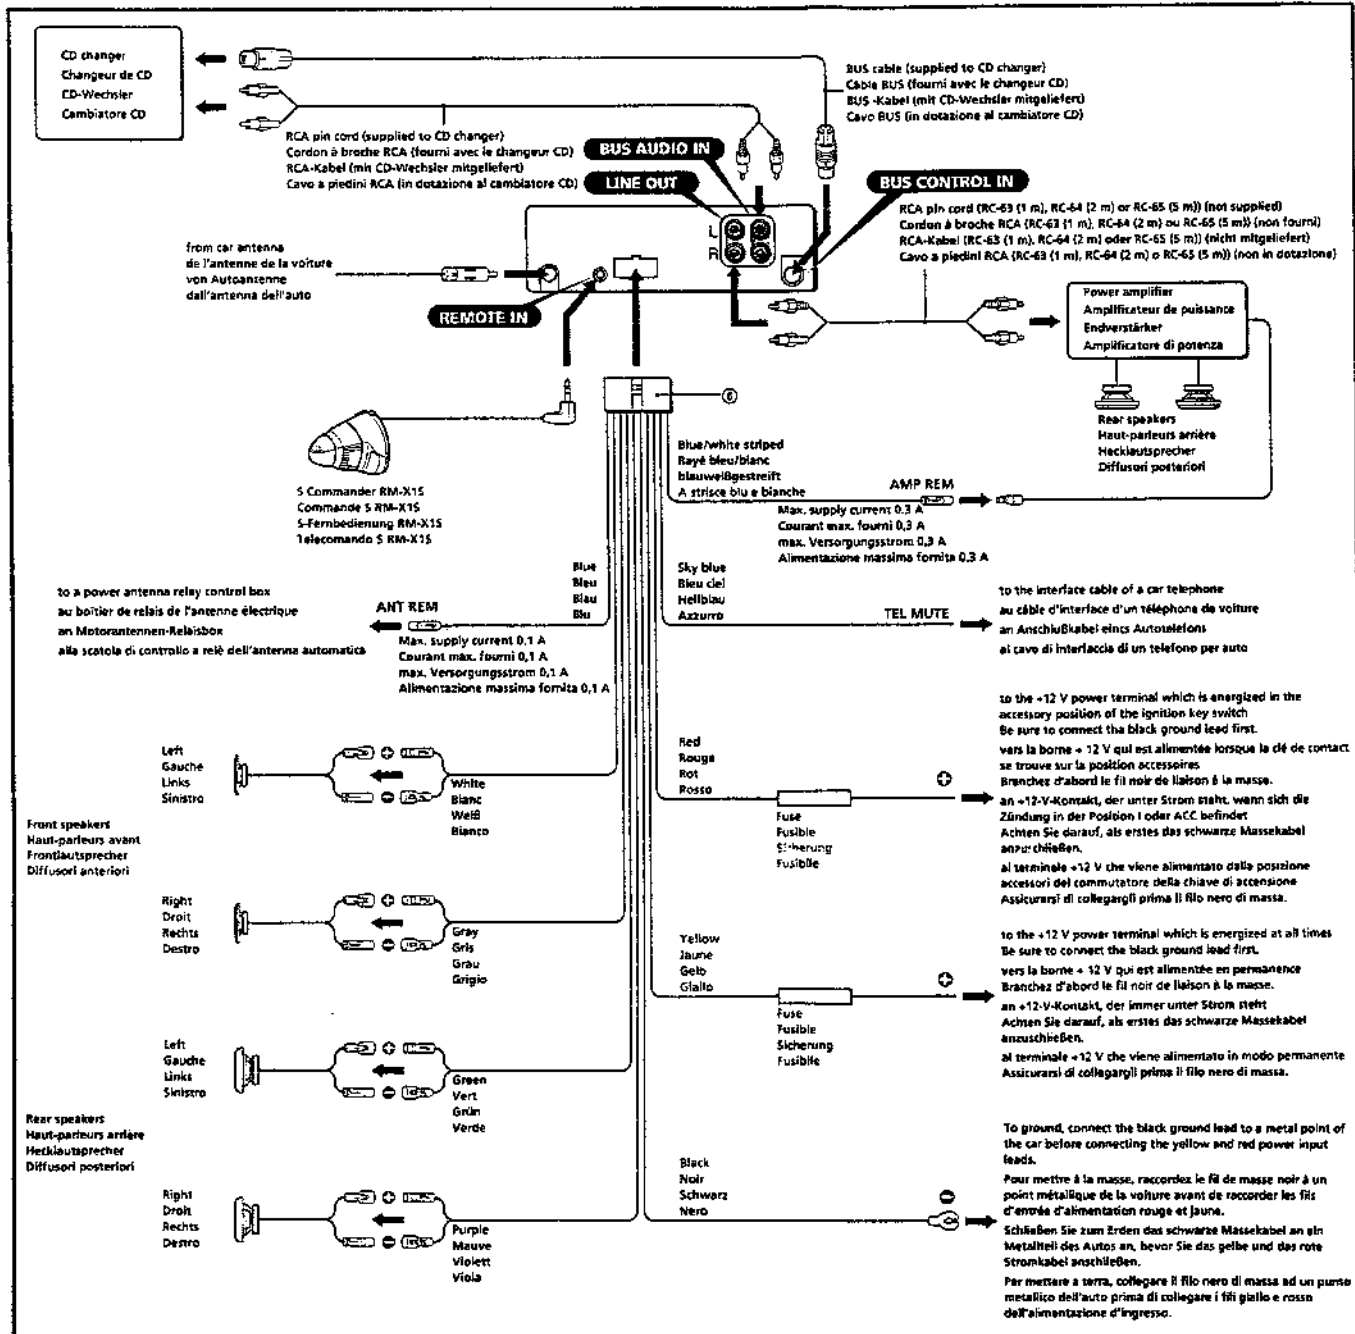 CD changer
Changeur de CD
CD-Wechsler
Cambiatore CD
BUS cable (supplied to CD changer)
Câble BUS (fourni avec le changeur CD)
BUS -Kabel (mit CD-Wechsler mitgeliefert)
Cavo BUS (in dotazione al cambiatore CD)
RCA pin cord (supplied to CD changer)
Cordon à broche RCA (fourni avec le changeur CD)
RCA-Kabel (mit CD-Wechsler mitgeliefert)
Cavo a piedini RCA (in dotazione al cambiatore CD)
BUS AUDIO IN
LINE OUT
BUS CONTROL IN
RCA pin cord (RC-63 (1 m), RC-64 (2 m) or RC-65 (5 m)) (not supplied)
Cordon à broche RCA (RC-63 (1 m), RC-64 (2 m) ou RC-65 (5 m)) (non fourni)
RCA-Kabel (RC-63 (1 m), RC-64 (2 m) oder RC-65 (5 m)) (nicht mitgeliefert)
Cavo a piedini RCA (RC-63 (1 m), RC-64 (2 m) o RC-65 (5 m)) (non in dotazione)
L
R
from car antenna
de l'antenne de la voiture
von Autoantenne
dall'antenna dell'auto
REMOTE IN
Power amplifier
Amplificateur de puissance
Endverstärker
Amplificatore di potenza
Rear speakers
Haut-parleurs arrière
Hecklautsprecher
Diffusori posteriori
6
S Commander RM-X1S
Commande S RM-X1S
S-Fernbedienung RM-X1S
Telecomando S RM-X1S
Blue/white striped
Rayé bleu/blanc
blauweißgestreift
A strisce blu e bianche
AMP REM
Max. supply current 0.3 A
Courant max. fourni 0,3 A
max. Versorgungsstrom 0,3 A
Alimentazione massima fornita 0,3 A
to a power antenna relay control box
au boîtier de relais de l'antenne électrique
an Motorantennen-Relaisbox
alla scatola di controllo a relè dell'antenna automatica
ANT REM
Max. supply current 0,1 A
Courant max. fourni 0,1 A
max. Versorgungsstrom 0,1 A
Alimentazione massima fornita 0,1 A
Blue
Bleu
Blau
Blu
Sky blue
Bleu ciel
Hellblau
Azzurro
TEL MUTE
to the interface cable of a car telephone
au câble d'interface d'un téléphone de voiture
an Anschlußkabel eines Autotelefons
al cavo di interfaccia di un telefono per auto
Front speakers
Haut-parleurs avant
Frontlautsprecher
Diffusori anteriori
Left
Gauche
Links
Sinistro
White
Blanc
Weiß
Bianco
Right
Droit
Rechts
Destro
Gray
Gris
Grau
Grigio
Red
Rouge
Rot
Rosso
Fuse
Fusible
Sicherung
Fusibile
to the +12 V power terminal which is energized in the
accessory position of the ignition key switch
Be sure to connect the black ground lead first.
vers la borne + 12 V qui est alimentée lorsque la clé de contact
se trouve sur la position accessoires
Branchez d'abord le fil noir de liaison à la masse.
an +12-V-Kontakt, der unter Strom steht, wenn sich die
Zündung in der Position I oder ACC befindet
Achten Sie darauf, als erstes das schwarze Massekabel
anzuschließen.
al terminale +12 V che viene alimentato dalla posizione
accessori del commutatore della chiave di accensione
Assicurarsi di collegargli prima il filo nero di massa.
Yellow
Jaune
Gelb
Giallo
Fuse
Fusible
Sicherung
Fusibile
to the +12 V power terminal which is energized at all times
Be sure to connect the black ground lead first.
vers la borne + 12 V qui est alimentée en permanence
Branchez d'abord le fil noir de liaison à la masse.
an +12-V-Kontakt, der immer unter Strom steht
Achten Sie darauf, als erstes das schwarze Massekabel
anzuschließen.
al terminale +12 V che viene alimentato in modo permanente
Assicurarsi di collegargli prima il filo nero di massa.
Rear speakers
Haut-parleurs arrière
Hecklautsprecher
Diffusori posteriori
Left
Gauche
Links
Sinistro
Green
Vert
Grün
Verde
Right
Droit
Rechts
Destro
Purple
Mauve
Violett
Viola
Black
Noir
Schwarz
Nero
To ground, connect the black ground lead to a metal point of
the car before connecting the yellow and red power input
leads.
Pour mettre à la masse, raccordez le fil de masse noir à un
point métallique de la voiture avant de raccorder les fils
d'entrée d'alimentation rouge et jaune.
Schließen Sie zum Erden das schwarze Massekabel an ein
Metallteil des Autos an, bevor Sie das gelbe und das rote
Stromkabel anschließen.
Per mettere a terra, collegare il filo nero di massa ad un punto
metallico dell'auto prima di collegare i fili giallo e rosso
dell'alimentazione d'ingresso.